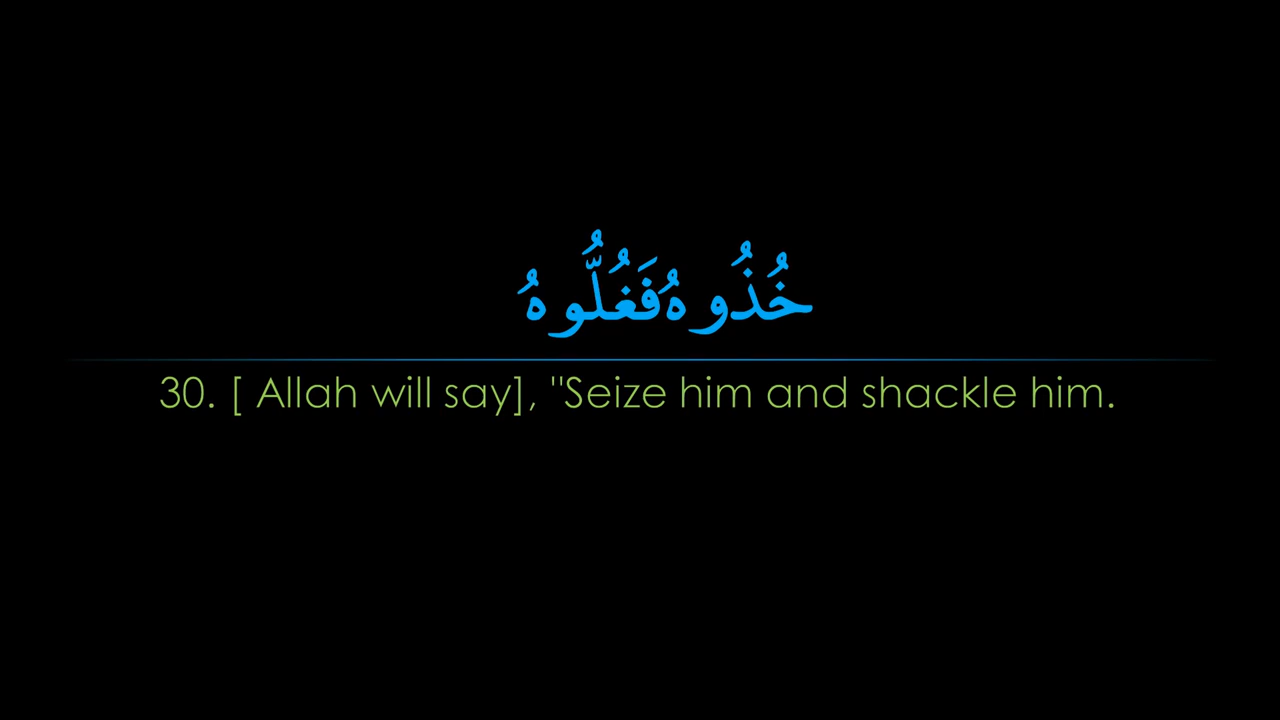 خُذُوهُ فَغُلُّوهُ
30. [ Allah will say], "Seize him and shackle him.